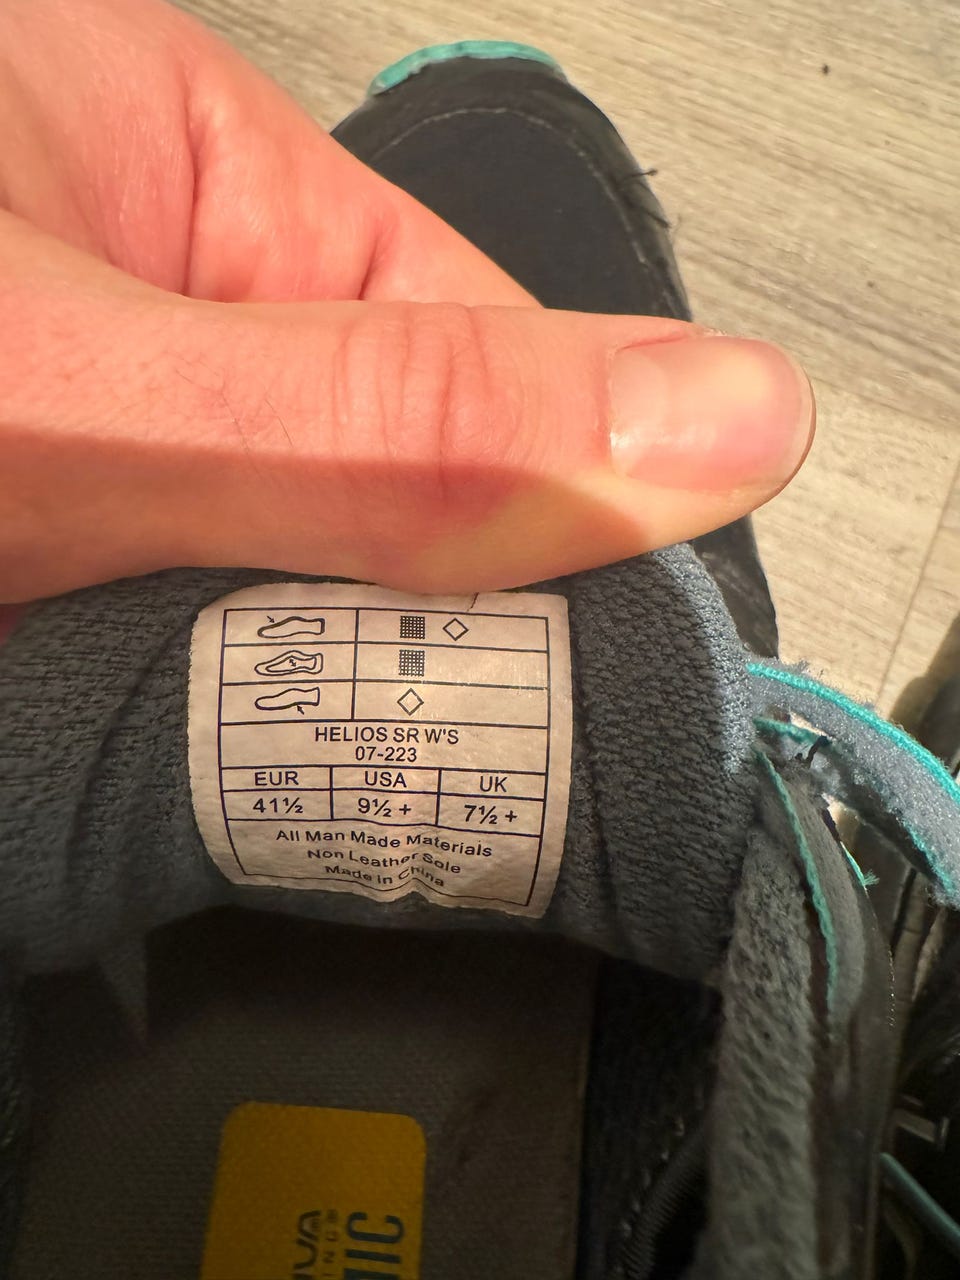 HELIOS SR W'S
07-223
EUR USA UK
41½ 9½ + 7½ +
All Man Made Materials
Non Leather Sole
Made in China